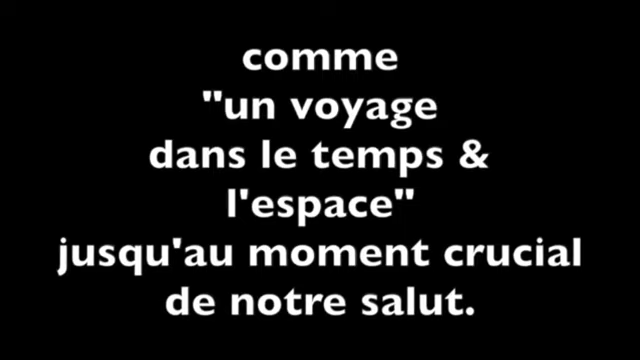 comme
"un voyage
dans le temps &
l'espace"
jusqu'au moment crucial
de notre salut.